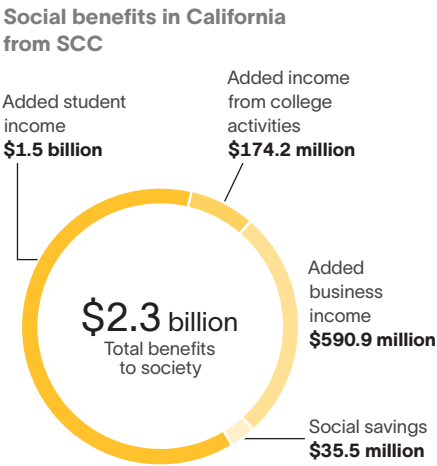 Social benefits in California
from SCC
Added student
income
$1.5 billion
Added income
from college
activities
$174.2 million
Added
business
income
$590.9 million
Social savings
$35.5 million
$2.3 billion
Total benefits
to society